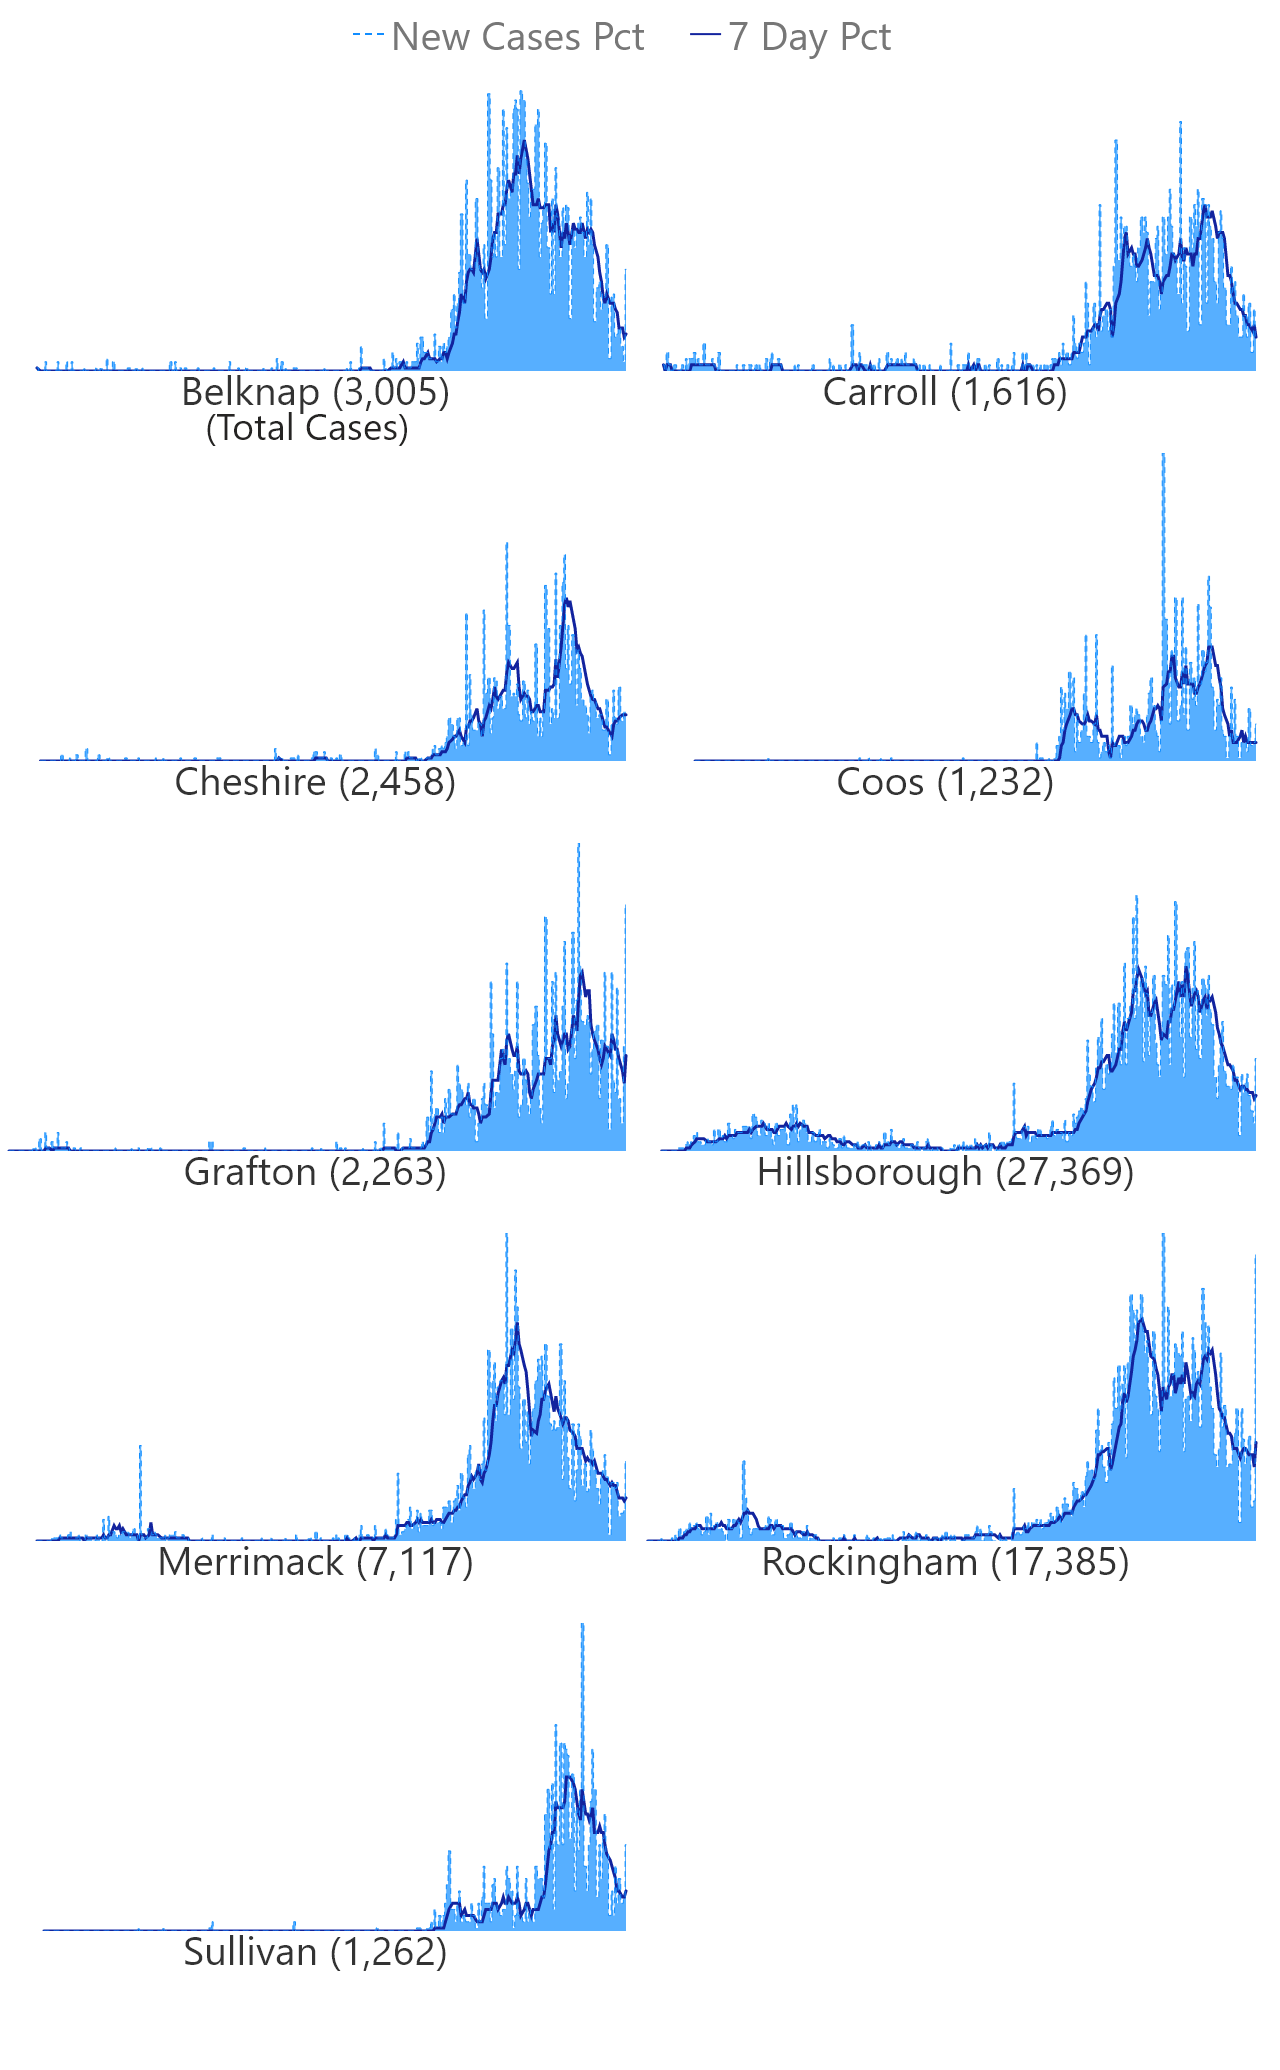 New Cases Pct 7 Day Pct
Belknap (3,005) Carroll (1,616)
(Total Cases)
Cheshire (2,458) Coos (1,232)
Grafton (2,263) Hillsborough (27,369)
Merrimack (7,117) Rockingham (17,385)
Sullivan (1,262)